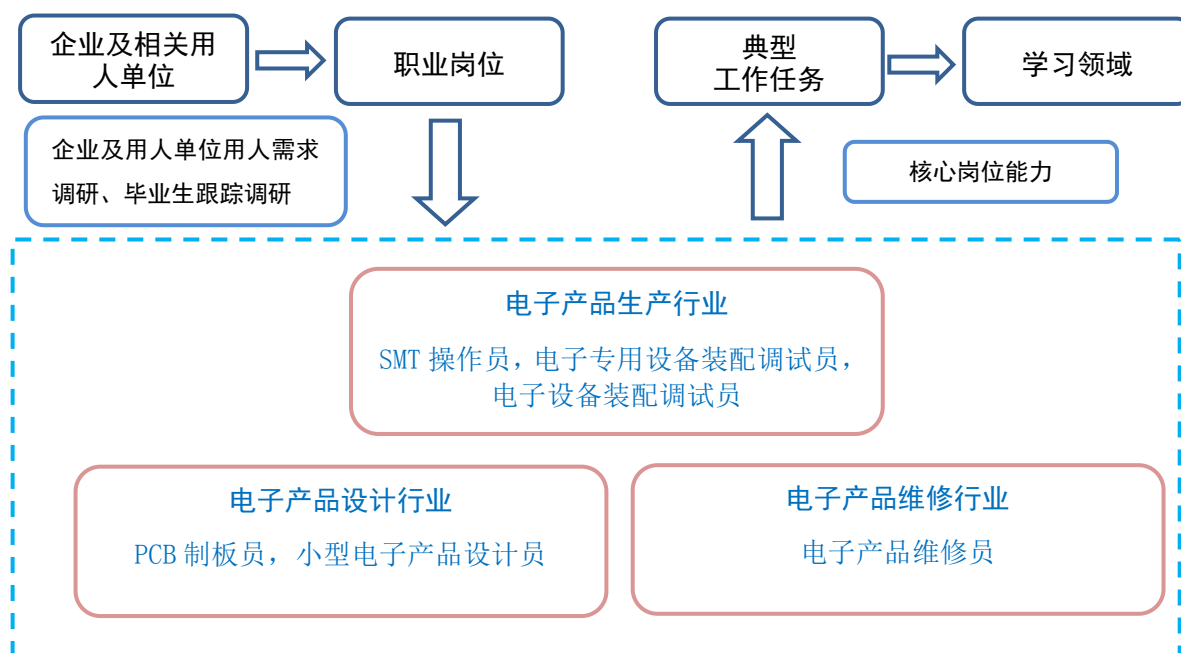 企业及相关用
人单位
职业岗位
典型
工作任务
学习领域
企业及用人单位用人需求
调研、毕业生跟踪调研
核心岗位能力
电子产品生产行业
SMT 操作员，电子专用设备装配调试员，
电子设备装配调试员
电子产品设计行业
PCB 制板员，小型电子产品设计员
电子产品维修行业
电子产品维修员